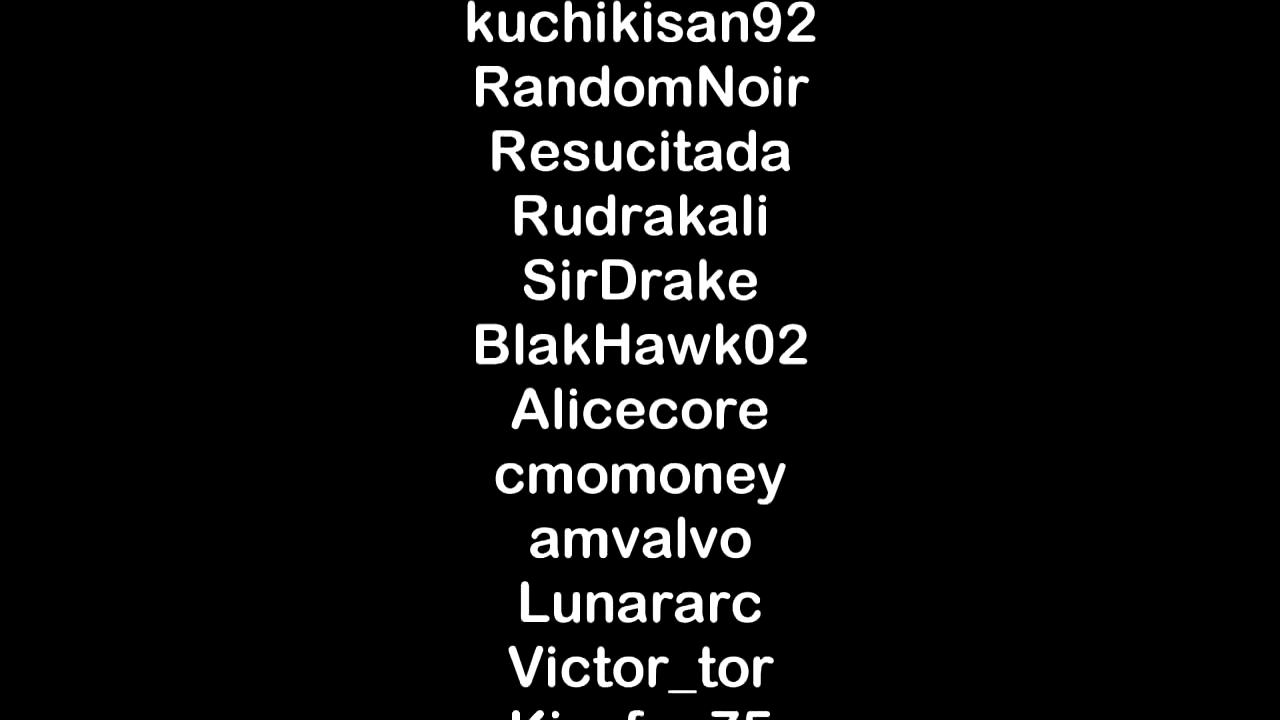 kuchikisan92
RandomNoir
Resucitada
Rudrakali
SirDrake
BlakHawk02
Alicecore
cmomoney
amvalvo
Lunararc
Victor_tor